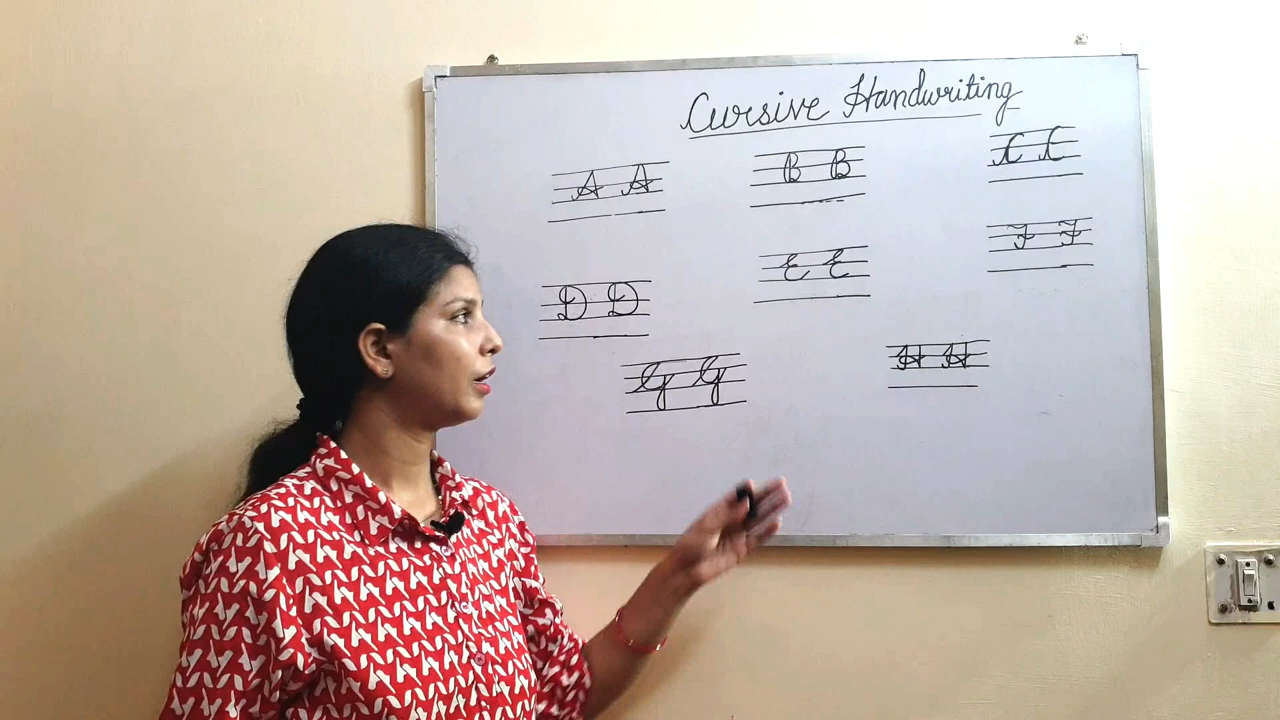 Cursive Handwriting
A A
B B
C C
D D
E E
F F
G G
H H